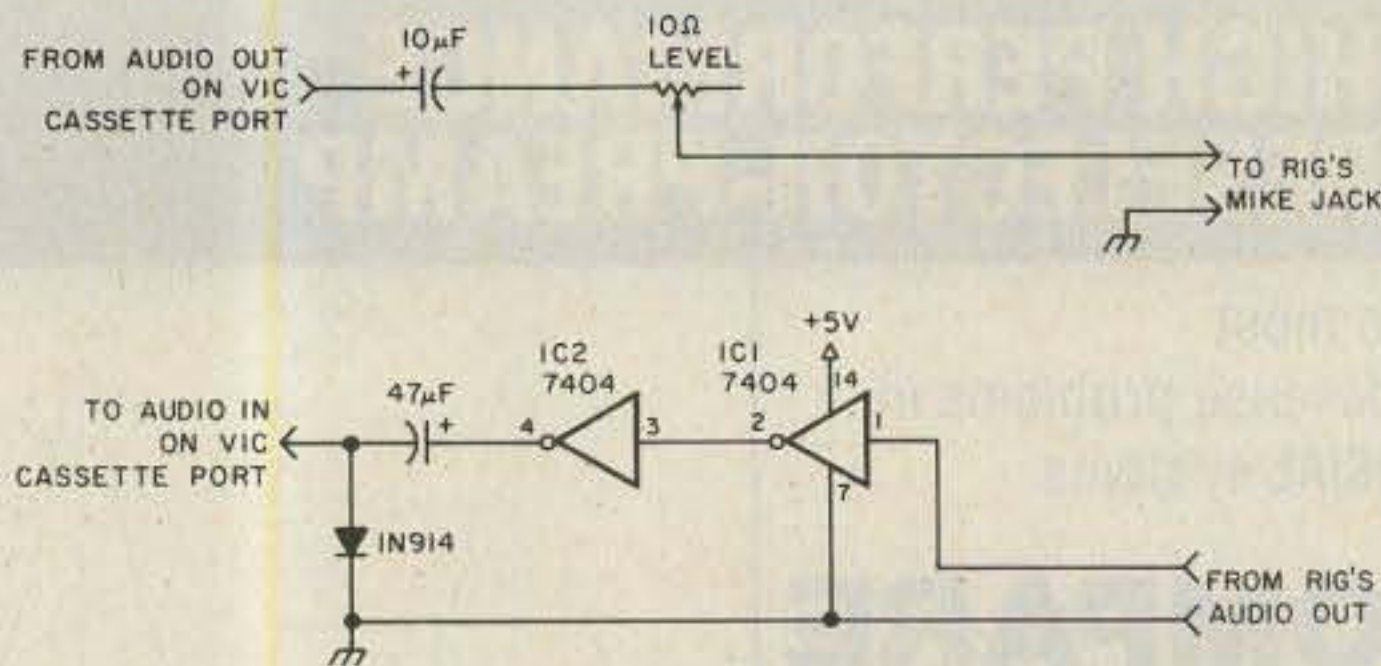 10µF
10Ω
LEVEL
FROM AUDIO OUT
ON VIC
CASSETTE PORT
+
TO RIG'S
MIKE JACK
+5V
IC2
7404
IC1
7404
14
47µF
+
4
3
2
1
7
TO AUDIO IN
ON VIC
CASSETTE PORT
IN914
FROM RIG'S
AUDIO OUT